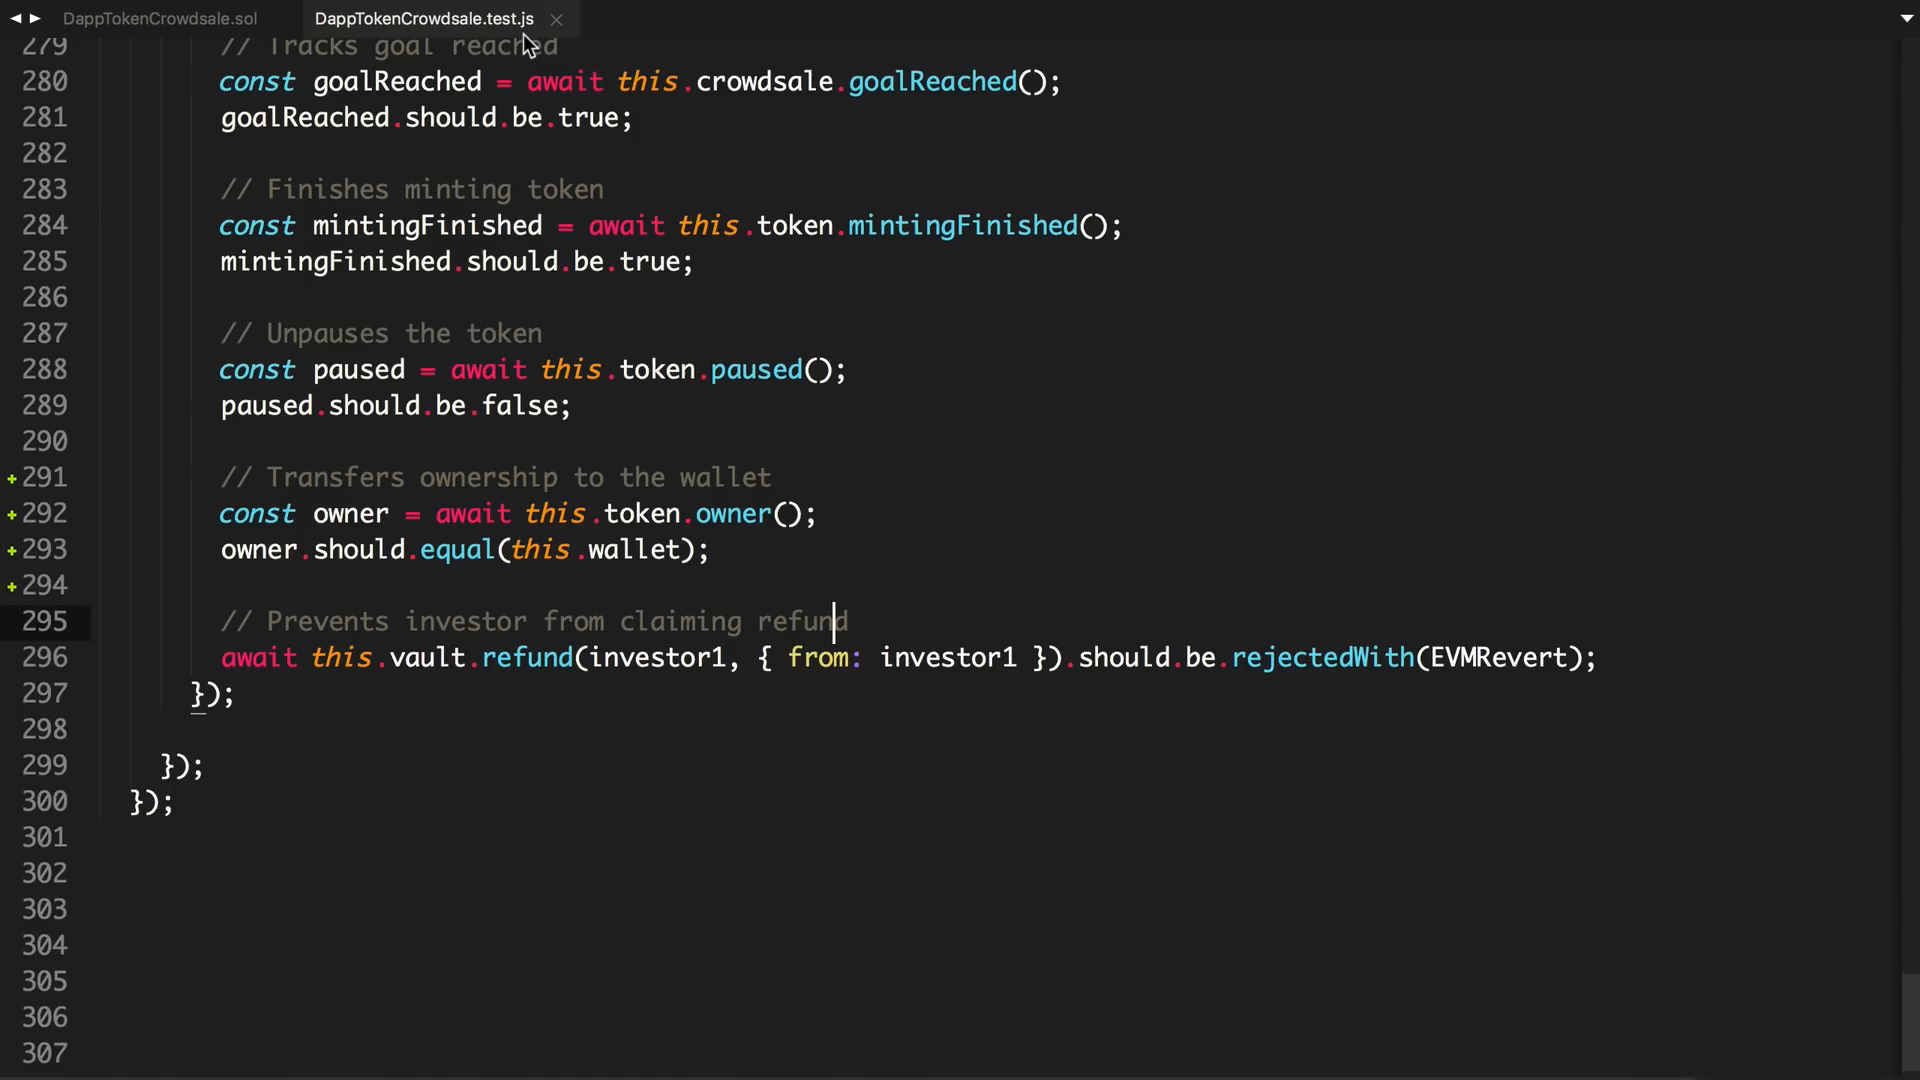 DappTokenCrowdsale.sol
DappTokenCrowdsale.test.js
279 // Tracks goal reached
280 const goalReached = await this.crowdsale.goalReached();
281 goalReached.should.be.true;
282
283 // Finishes minting token
284 const mintingFinished = await this.token.mintingFinished();
285 mintingFinished.should.be.true;
286
287 // Unpauses the token
288 const paused = await this.token.paused();
289 paused.should.be.false;
290
291 // Transfers ownership to the wallet
292 const owner = await this.token.owner();
293 owner.should.equal(this.wallet);
294
295 // Prevents investor from claiming refund
296 await this.vault.refund(investor1, { from: investor1 }).should.be.rejectedWith(EVMRevert);
297 });
298
299 });
300 });
301
302
303
304
305
306
307